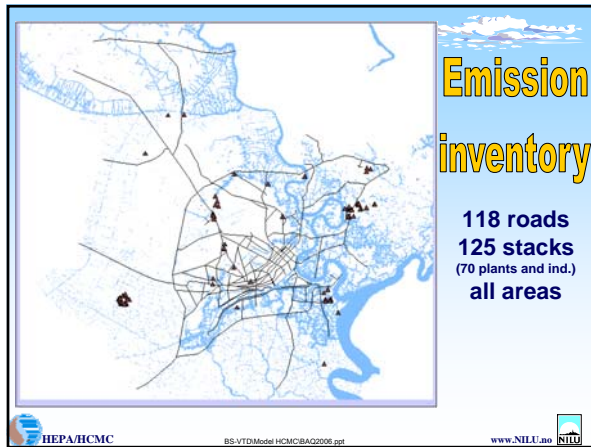 Emission
inventory
118 roads
125 stacks
(70 plants and ind.)
all areas
HEPA/HCMC
BS-VTD\Model HCMC\BAQ2006.ppt
www.NILU.no
NILU